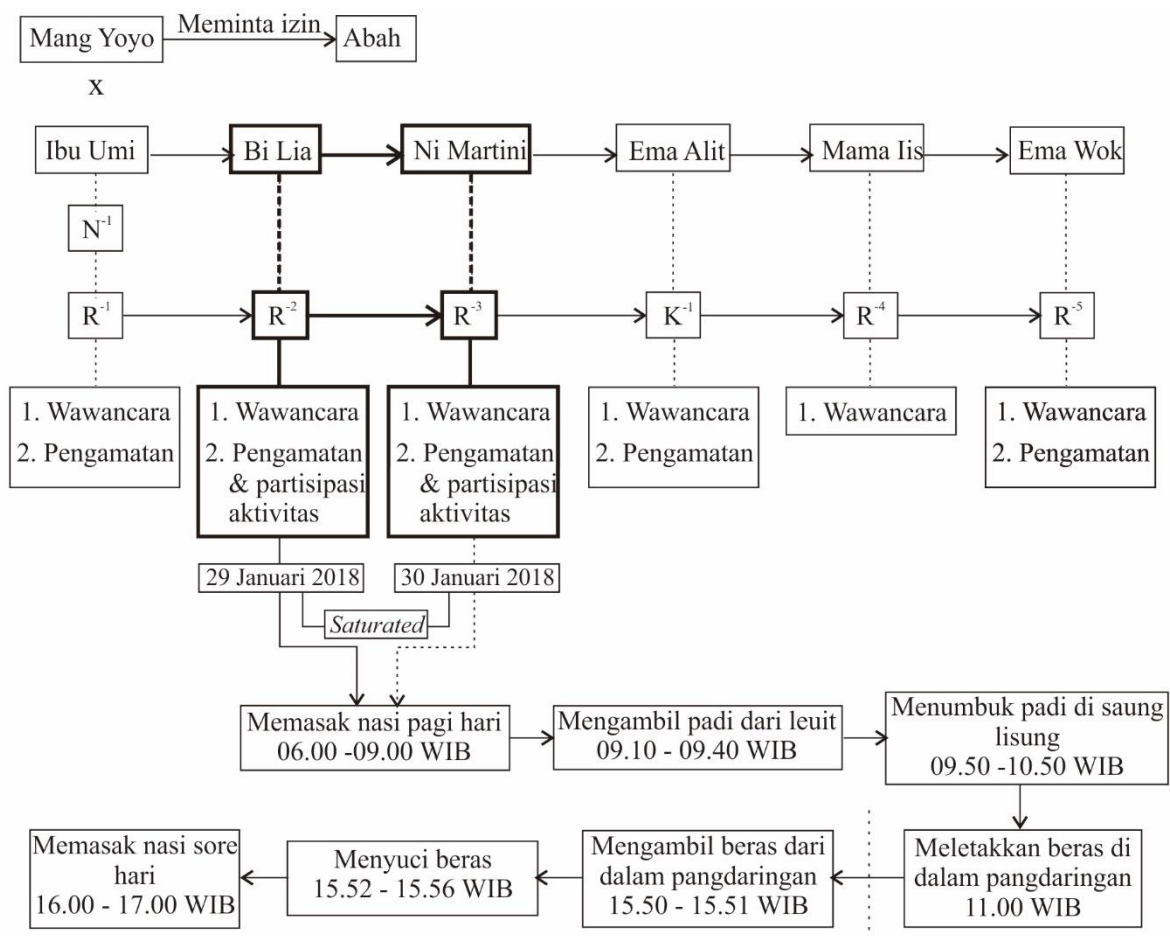 Mang Yoyo
Meminta izin
Abah
x
Ibu Umi
Bi Lia
Ni Martini
Ema Alit
Mama Iis
Ema Wok
N-1
R-1
R-2
R-3
K-1
R-4
R-5
1. Wawancara
2. Pengamatan
1. Wawancara
2. Pengamatan
& partisipasi
aktivitas
1. Wawancara
2. Pengamatan
& partisipasi
aktivitas
1. Wawancara
2. Pengamatan
1. Wawancara
1. Wawancara
2. Pengamatan
29 Januari 2018
30 Januari 2018
Saturated
Memasak nasi pagi hari
06.00 -09.00 WIB
Mengambil padi dari leuit
09.10 - 09.40 WIB
Menumbuk padi di saung
lisung
09.50 -10.50 WIB
Meletakkan beras di
dalam pangdaringan
11.00 WIB
Mengambil beras dari
dalam pangdaringan
15.50 - 15.51 WIB
Menyuci beras
15.52 - 15.56 WIB
Memasak nasi sore
hari
16.00 - 17.00 WIB